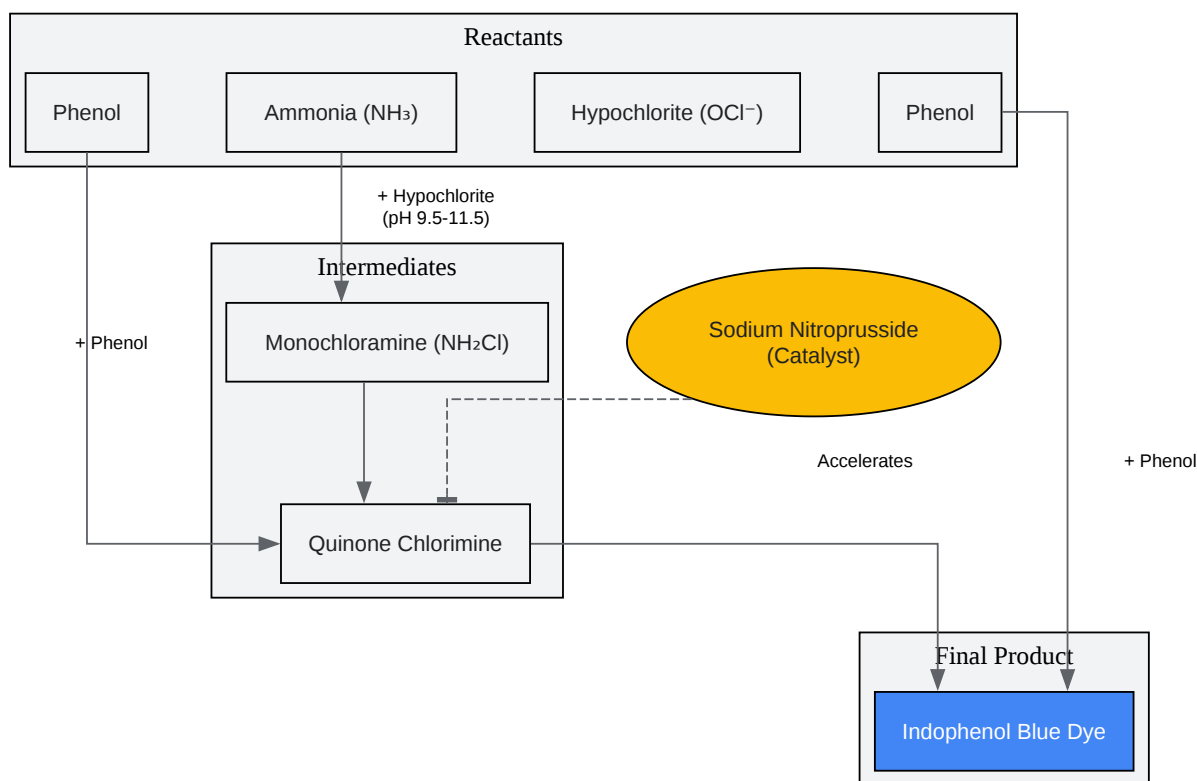 Reactants
Phenol
Ammonia (NH₃)
Hypochlorite (OCl⁻)
Phenol
+ Hypochlorite
(pH 9.5-11.5)
Intermediates
+ Phenol
Monochloramine (NH₂Cl)
Sodium Nitroprusside
(Catalyst)
Accelerates
+ Phenol
Quinone Chlorimine
Final Product
Indophenol Blue Dye